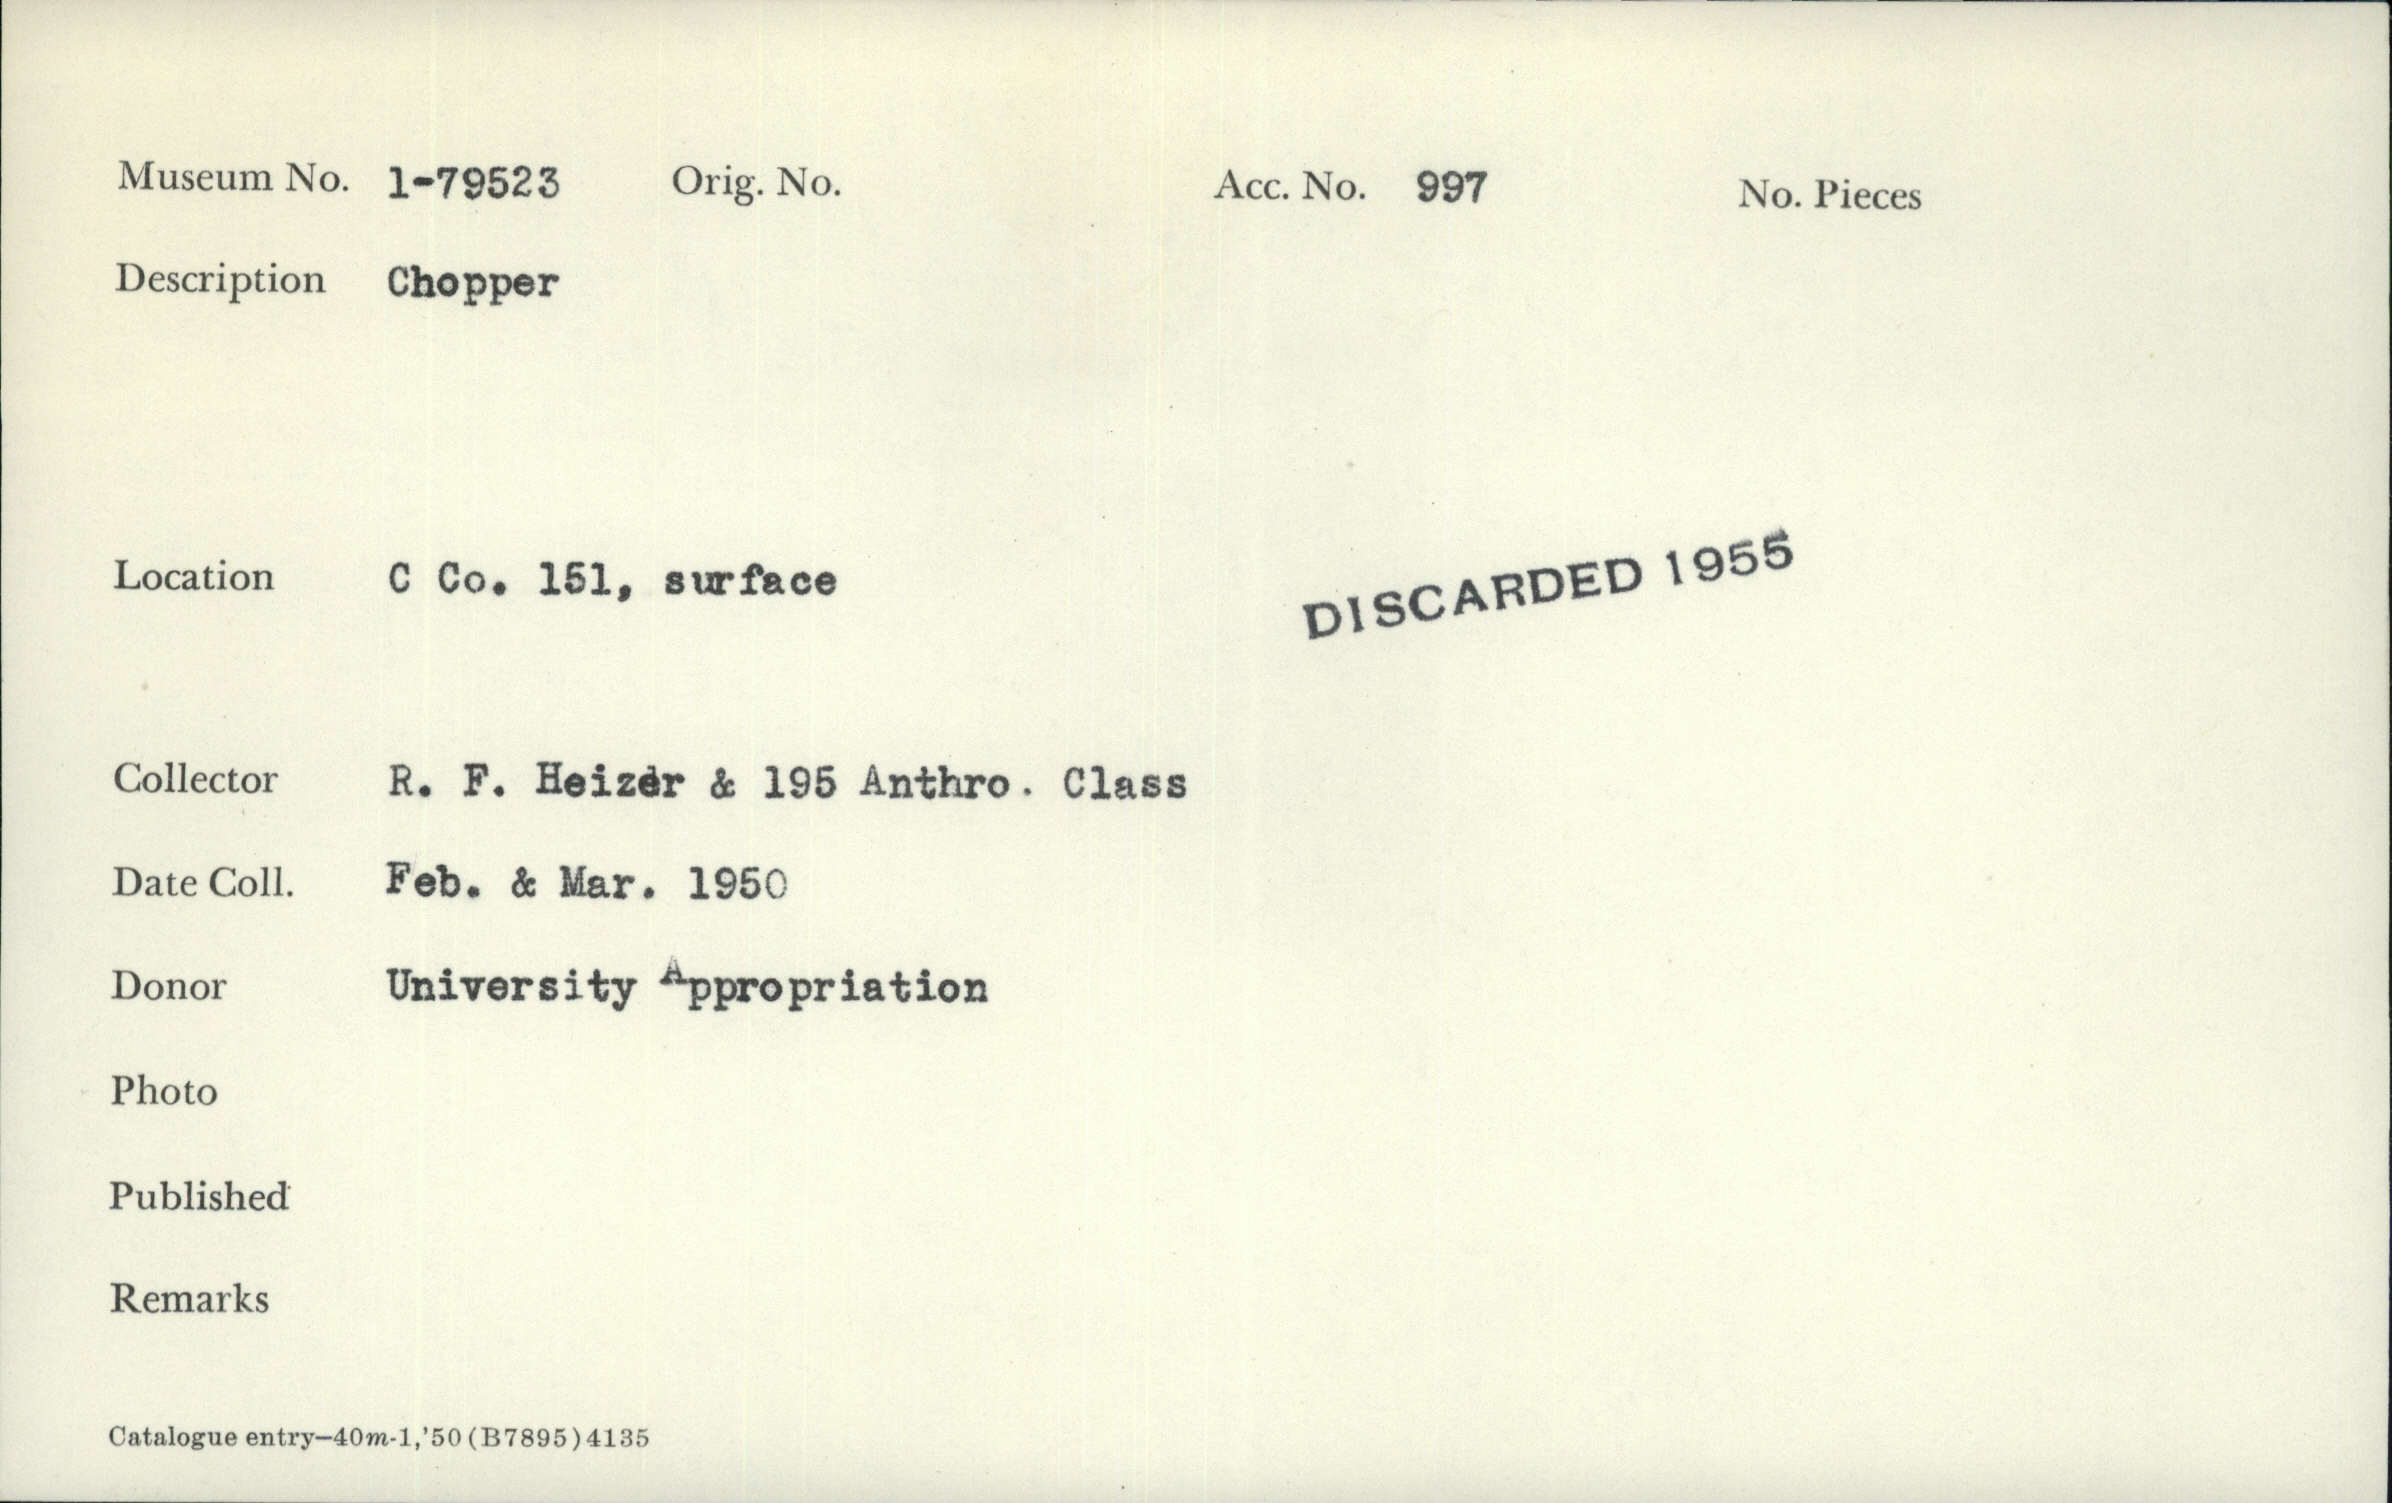 Museum No. 1-79523 Orig. No. Acc. No. 997 No. Pieces
Description Chopper
Location C Co. 151, surface
DISCARDED 1955
Collector R. F. Heizer & 195 Anthro. Class
Date Coll. Feb. & Mar. 1950
Donor University Appropriation
Photo
Published
Remarks
Catalogue entry—40m-1,'50(B7895)4135